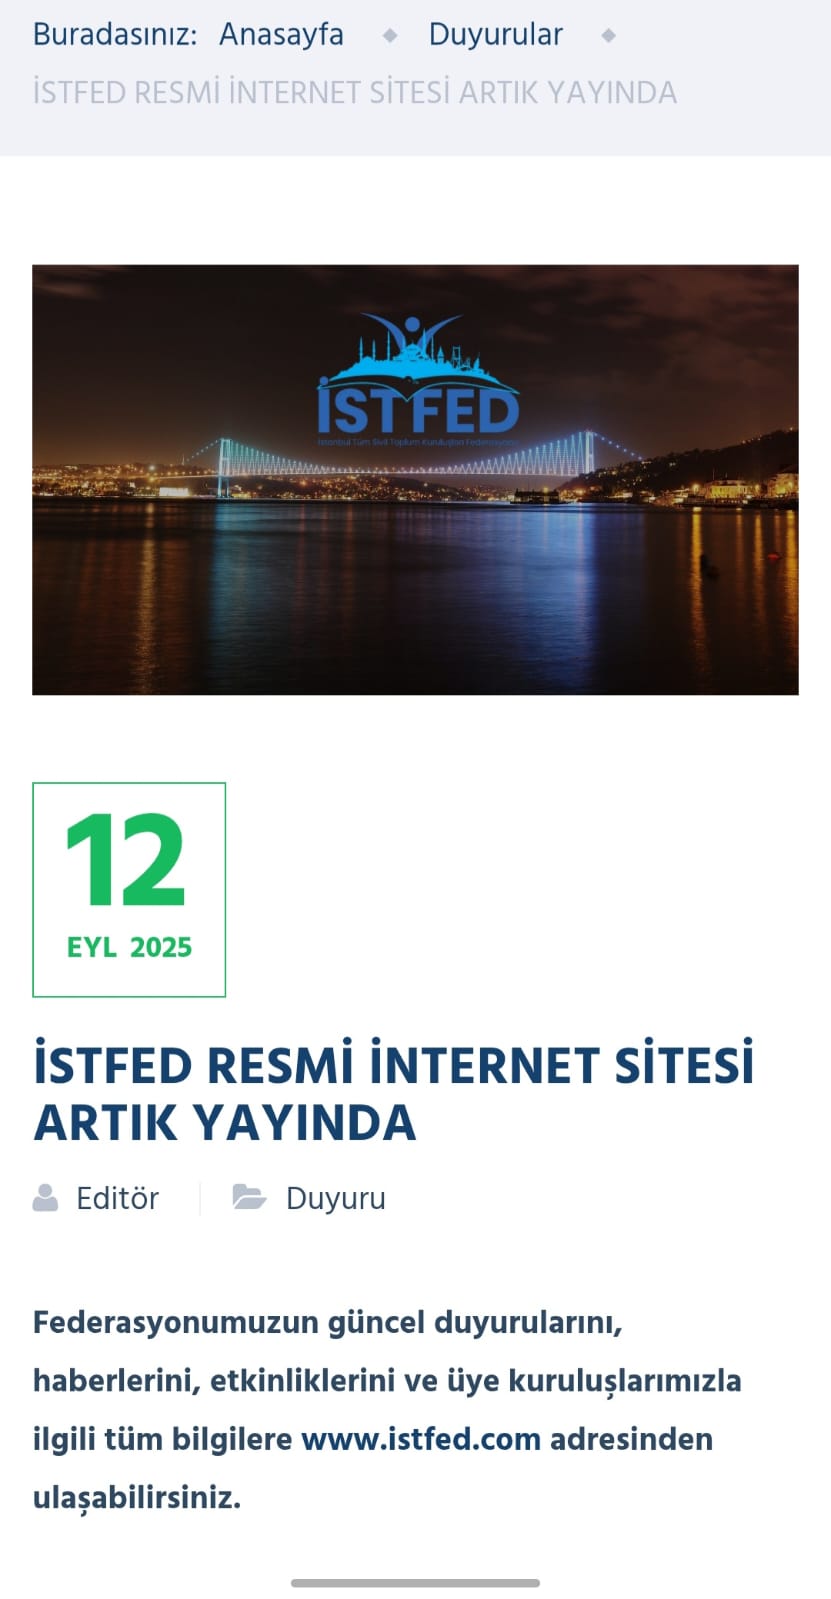 Buradasınız: Anasayfa ◆ Duyurular ◆
İSTFED RESMİ İNTERNET SİTESİ ARTIK YAYINDA
İSTFED
İstanbul Tüm Sivil Toplum Kuruluşları Federasyonu
12
EYL 2025
İSTFED RESMİ İNTERNET SİTESİ
ARTIK YAYINDA
Editör Duyuru
Federasyonumuzun güncel duyurularını,
haberlerini, etkinliklerini ve üye kuruluşlarımızla
ilgili tüm bilgilere www.istfed.com adresinden
ulaşabilirsiniz.